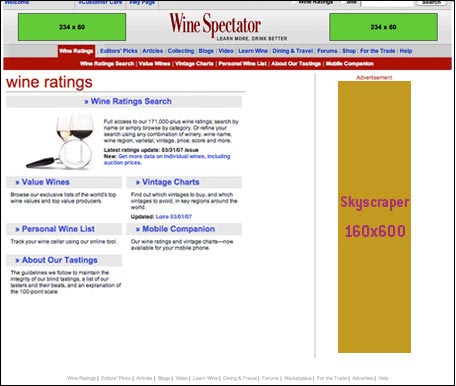 Customer Care | My Page
Wine Ratings
Site
Search
234 x 60
Wine Spectator
LEARN MORE, DRINK BETTER
234 x 60
Wine Ratings | Editors' Picks | Articles | Collecting | Blogs | Video | Learn Wine | Dining & Travel | Forums | Shop | For the Trade | Help
Wine Ratings Search | Value Wines | Vintage Charts | Personal Wine List | About Our Tastings | Mobile Companion
wine ratings
» Wine Ratings Search
Full access to our 171,000-plus wine ratings; search by
name or simply browse by category. Or refine your
search using any combination of winery, wine name,
wine region, varietal, vintage, price, score and more.
Latest ratings update: 03/31/07 issue
New: Get more data on individual wines, including
auction prices.
» Value Wines
Browse our exclusive lists of the world's top
wine values and top value producers.
» Vintage Charts
Find out which vintages to buy, and which
vintages to avoid, in key regions around the
world.
Updated: Loire 03/01/07
» Personal Wine List
Track your wine cellar using our online tool.
» Mobile Companion
Our wine ratings and vintage charts—now
available for your mobile phone.
» About Our Tastings
The guidelines we follow to maintain the
integrity of our blind tastings, a list of our
tasters and their beats, and an explanation of
the 100-point scale.
Advertisement
Skyscraper
160x600
Wine Ratings | Editors' Picks | Articles | Blogs | Video | Learn Wine | Dining & Travel | Forums | Marketplace | For the Trade | Advertise | Help